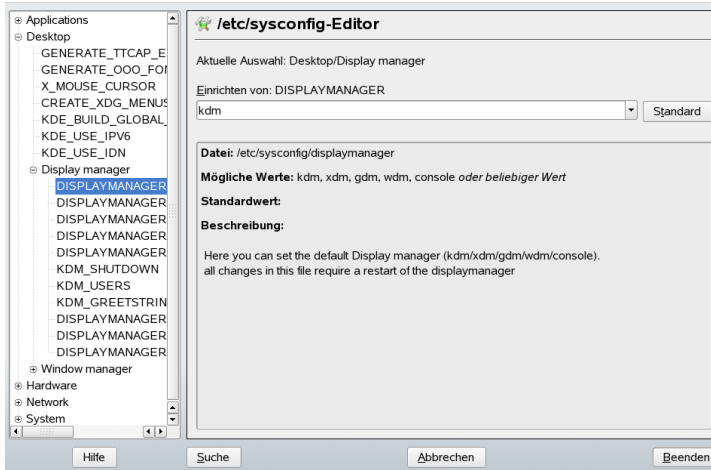 Applications
Desktop
GENERATE_TTCAP_E
GENERATE_OOO_FO
X_MOUSE_CURSOR
CREATE_XDG_MENUS
KDE_BUILD_GLOBAL_
KDE_USE_IPV6
KDE_USE_IDN
Display manager
DISPLAYMANAGER
DISPLAYMANAGER
DISPLAYMANAGER
DISPLAYMANAGER
DISPLAYMANAGER
KDM_SHUTDOWN
KDM_USERS
KDM_GREETSTRIN
DISPLAYMANAGER
DISPLAYMANAGER
DISPLAYMANAGER
Window manager
Hardware
Network
System
/etc/sysconfig-Editor
Aktuelle Auswahl: Desktop/Display manager
Einrichten von: DISPLAYMANAGER
kdm
Standard
Datei: /etc/sysconfig/displaymanager
Mögliche Werte: kdm, xdm, gdm, wdm, console oder beliebiger Wert
Standardwert:
Beschreibung:
Here you can set the default Display manager (kdm/xdm/gdm/wdm/console).
all changes in this file require a restart of the displaymanager
Hilfe
Suche
Abbrechen
Beenden